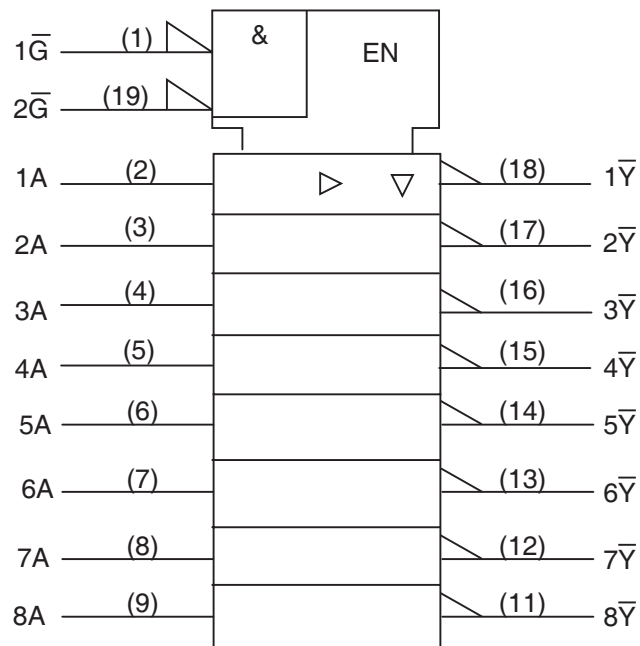 1G̅ (1) & EN
2G̅ (19)
1A (2) (18) 1Y̅
2A (3) (17) 2Y̅
3A (4) (16) 3Y̅
4A (5) (15) 4Y̅
5A (6) (14) 5Y̅
6A (7) (13) 6Y̅
7A (8) (12) 7Y̅
8A (9) (11) 8Y̅